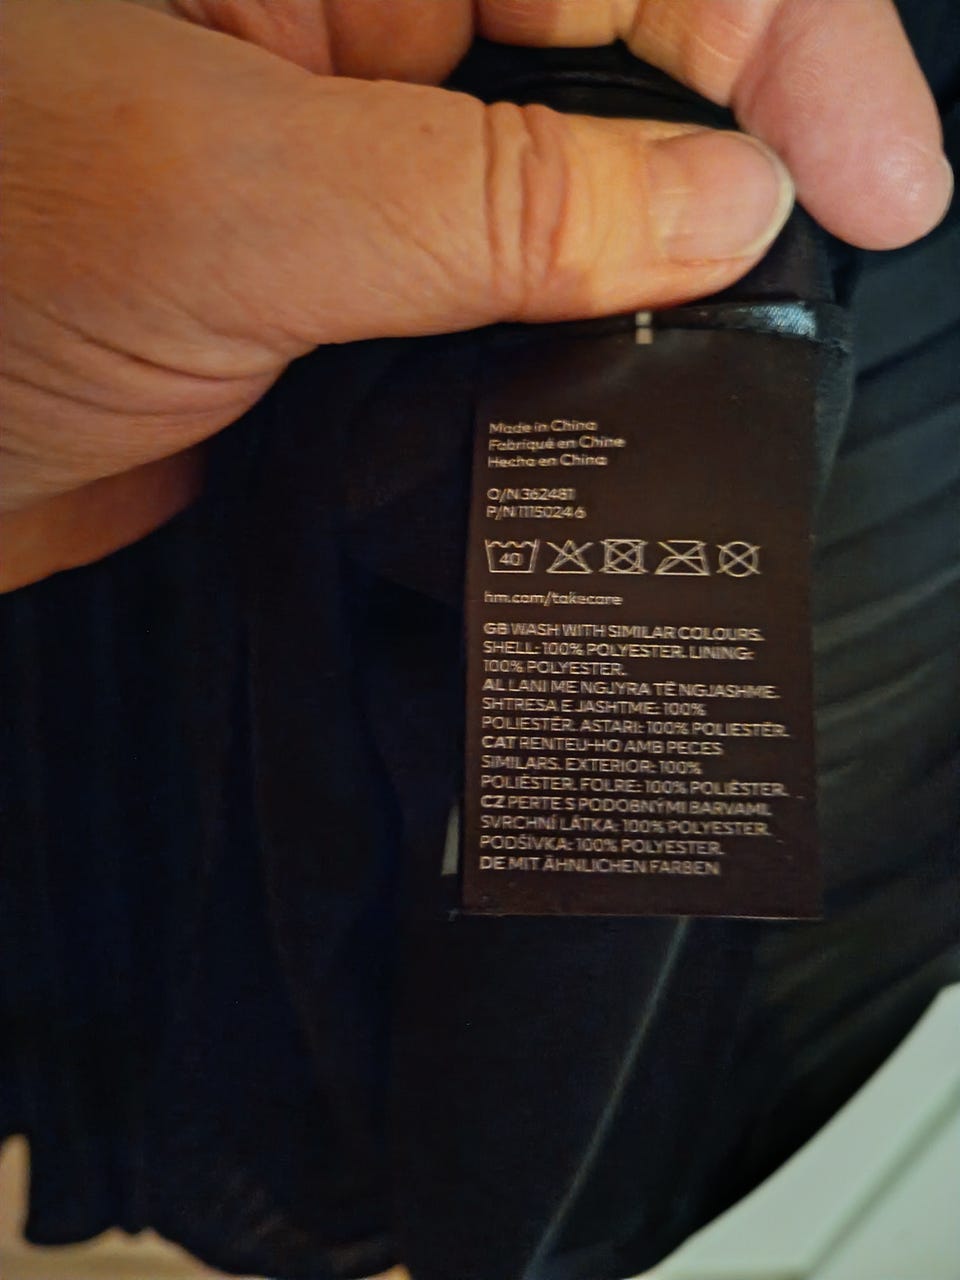 Made in China
Fabriqué en Chine
Hecho en China
O/N 362481
P/N 11150246
40
hm.com/takecare
GB WASH WITH SIMILAR COLOURS.
SHELL: 100% POLYESTER. LINING:
100% POLYESTER.
AL LANI ME NGJYRA TË NGJASHME.
SHTRESA E JASHTME: 100%
POLIESTËR. ASTARI: 100% POLIESTËR.
CAT RENTEU-HO AMB PECES
SIMILARS. EXTERIOR: 100%
POLIÈSTER. FOLRE: 100% POLIÈSTER.
CZ PERTE S PODOBNÝMI BARVAMI.
SVRCHNÍ LÁTKA: 100% POLYESTER.
PODŠÍVKA: 100% POLYESTER.
DE MIT ÄHNLICHEN FARBEN